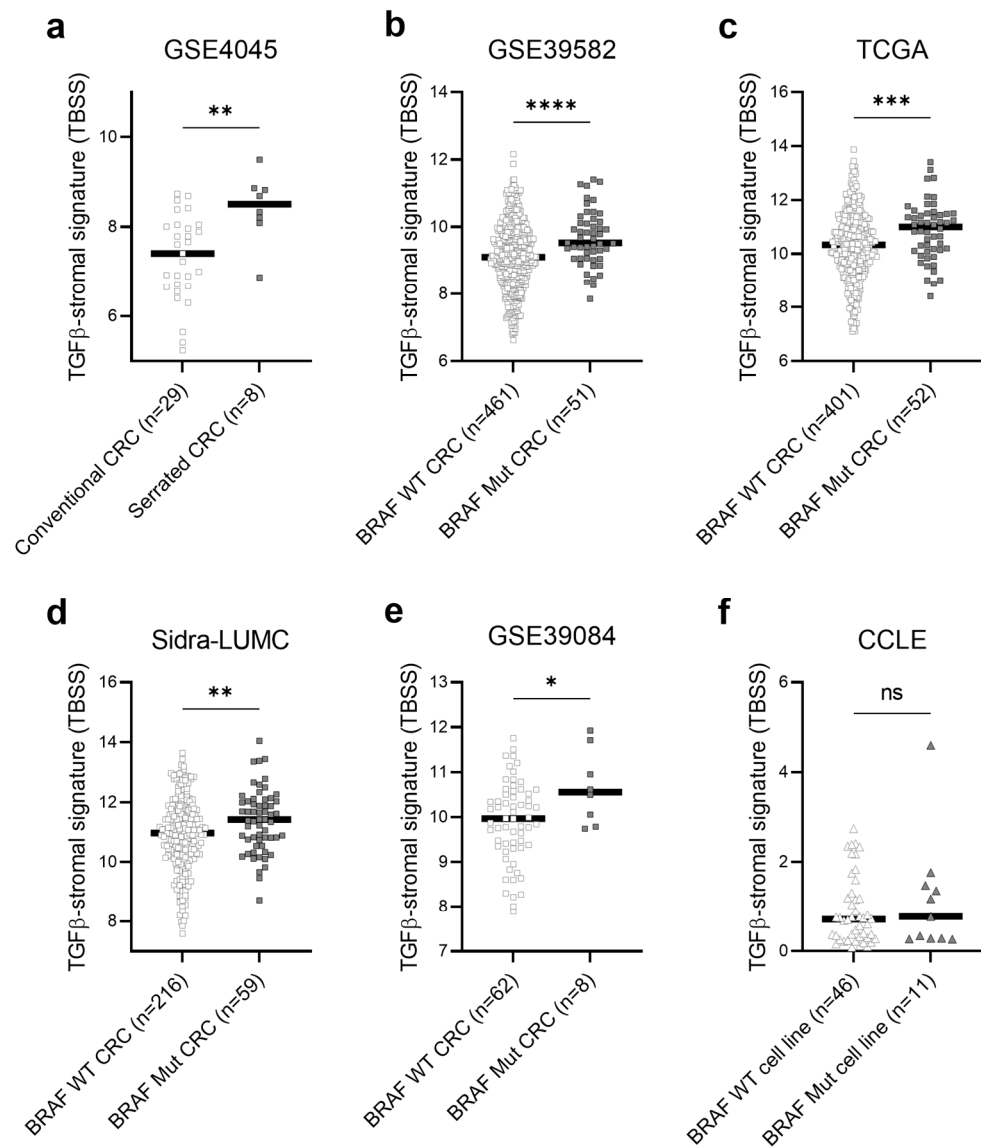 a
GSE4045
**
TGFβ-stromal signature (TBSS)
10
8
6
Conventional CRC (n=29)
Serrated CRC (n=8)
b
GSE39582
****
TGFβ-stromal signature (TBSS)
14
12
10
8
6
BRAF WT CRC (n=461)
BRAF Mut CRC (n=51)
c
TCGA
***
TGFβ-stromal signature (TBSS)
16
14
12
10
8
6
BRAF WT CRC (n=401)
BRAF Mut CRC (n=52)
d
Sidra-LUMC
**
TGFβ-stromal signature (TBSS)
16
14
12
10
8
BRAF WT CRC (n=216)
BRAF Mut CRC (n=59)
e
GSE39084
*
TGFβ-stromal signature (TBSS)
13
12
11
10
9
8
7
BRAF WT CRC (n=62)
BRAF Mut CRC (n=8)
f
CCLE
ns
TGFβ-stromal signature (TBSS)
6
4
2
0
BRAF WT cell line (n=46)
BRAF Mut cell line (n=11)